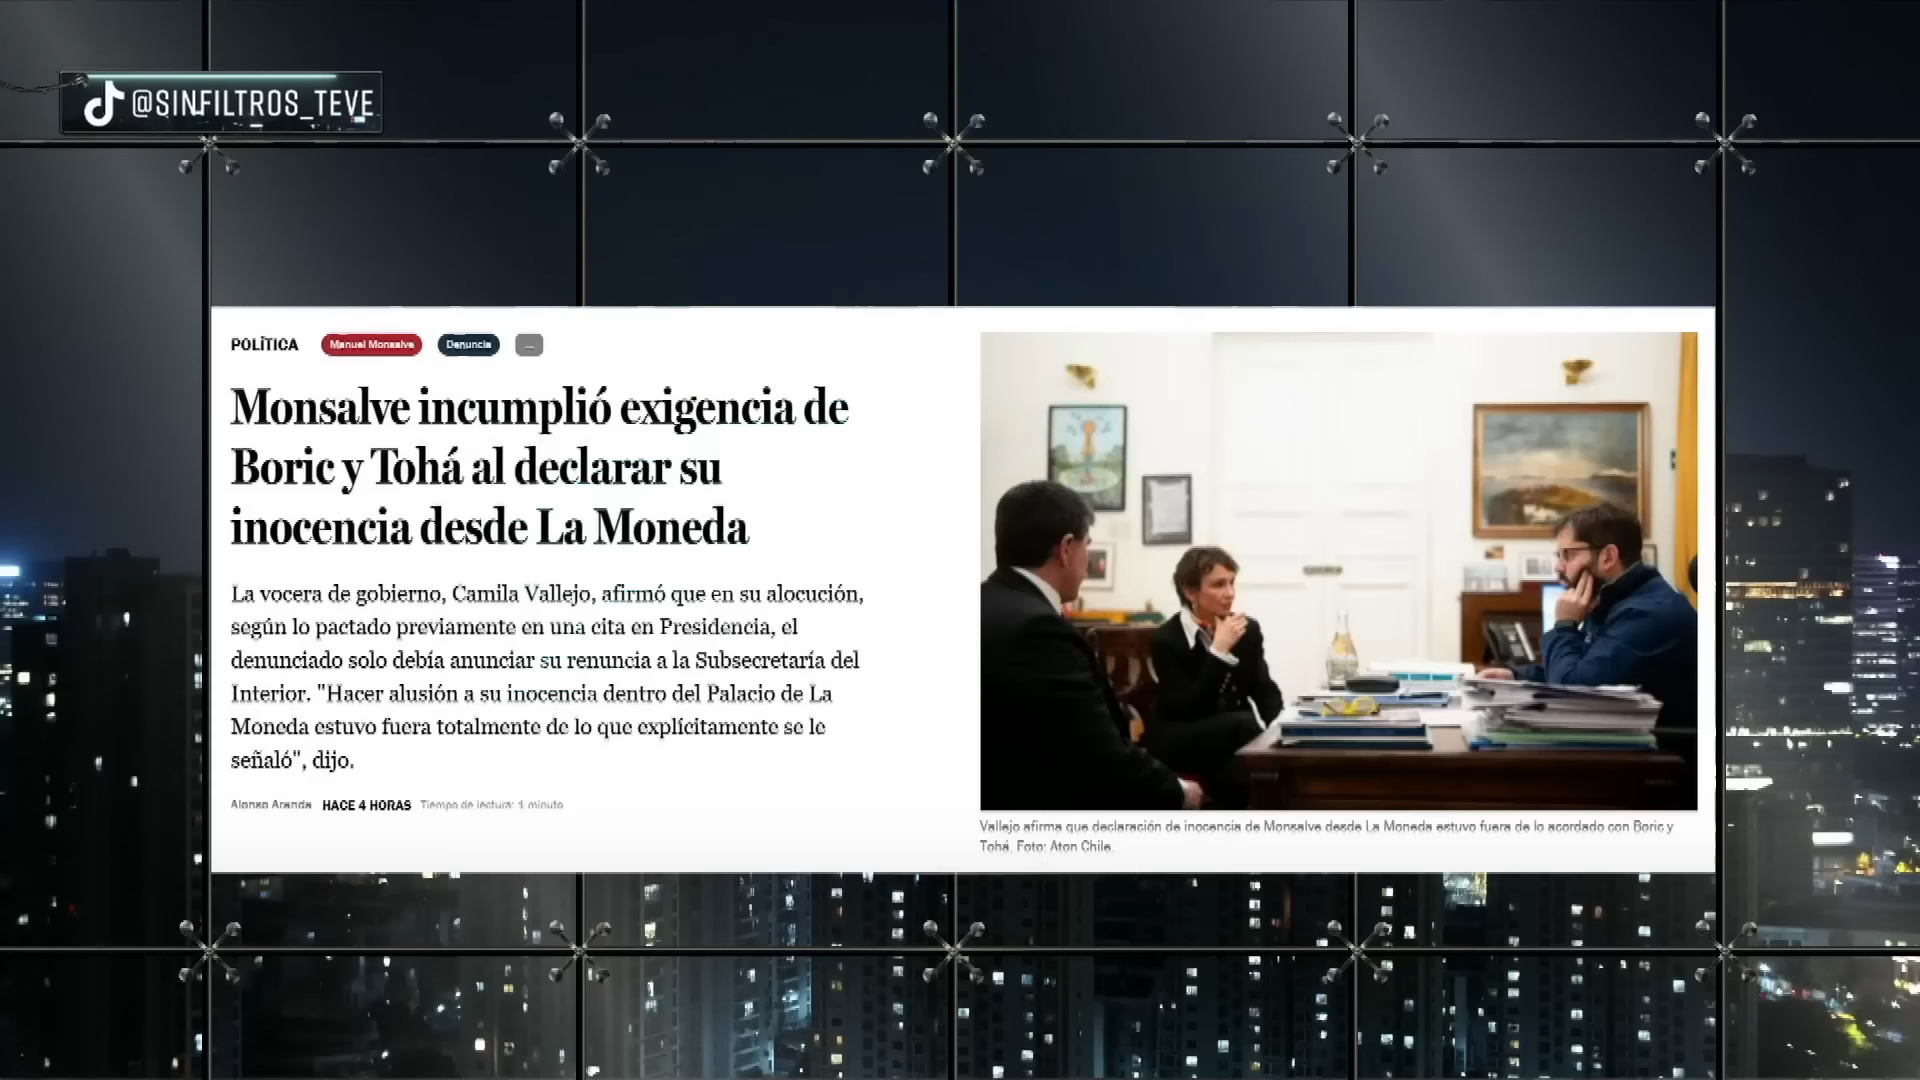 @SINFILTROS_TEVE
POLÍTICA
Manuel Monsalve
Denuncia
...
Monsalve incumplió exigencia de
Boric y Tohá al declarar su
inocencia desde La Moneda
La vocera de gobierno, Camila Vallejo, afirmó que en su alocución,
según lo pactado previamente en una cita en Presidencia, el
denunciado solo debía anunciar su renuncia a la Subsecretaría del
Interior. "Hacer alusión a su inocencia dentro del Palacio de La
Moneda estuvo fuera totalmente de lo que explícitamente se le
señaló", dijo.
Alonso Aranda HACE 4 HORAS Tiempo de lectura: 1 minuto
Vallejo afirma que declaración de inocencia de Monsalve desde La Moneda estuvo fuera de lo acordado con Boric y
Tohá. Foto: Aton Chile.